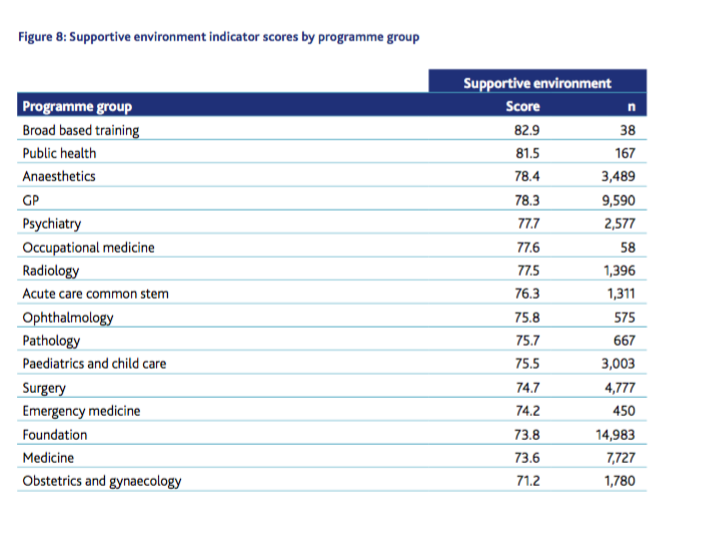 Figure 8: Supportive environment indicator scores by programme group
Supportive environment
Programme group Score n
Broad based training 82.9 38
Public health 81.5 167
Anaesthetics 78.4 3,489
GP 78.3 9,590
Psychiatry 77.7 2,577
Occupational medicine 77.6 58
Radiology 77.5 1,396
Acute care common stem 76.3 1,311
Ophthalmology 75.8 575
Pathology 75.7 667
Paediatrics and child care 75.5 3,003
Surgery 74.7 4,777
Emergency medicine 74.2 450
Foundation 73.8 14,983
Medicine 73.6 7,727
Obstetrics and gynaecology 71.2 1,780